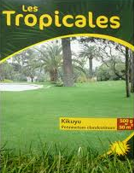 Les
Tropicales
Kikuyu
Pennisetum clandestinum
500 g
50 m²